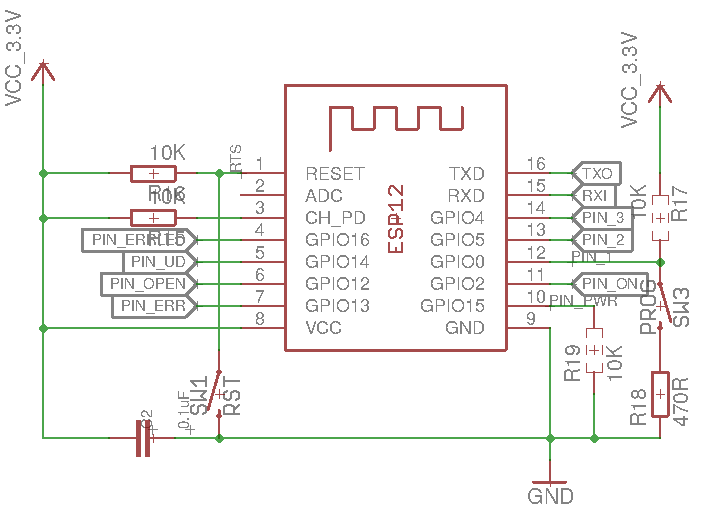 VCC_3.3V
VCC_3.3V
10K
R16
10K
R15
RTS
1
2
3
4
5
6
7
8
RESET
ADC
CH_PD
GPIO16
GPIO14
GPIO12
GPIO13
VCC
ESP12
TXD
RXD
GPIO4
GPIO5
GPIO0
GPIO2
GPIO15
GND
16
15
14
13
12
11
10
9
TXO
RXI
PIN_3
PIN_2
PIN_1
PIN_ON
PIN_PWR
PIN_UD
PIN_OPEN
PIN_ERR
10K
R17
PROG
SW3
R19
10K
R18
470R
SW1
RST
0.1uF
C2
GND